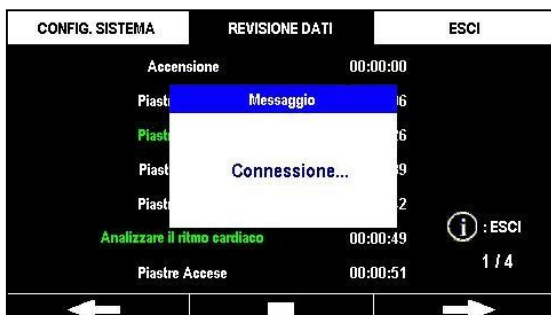 CONFIG. SISTEMA REVISIONE DATI ESCI
Accensione 00:00:00
Messaggio
Connessione...
Analizzare il ritmo cardiaco 00:00:49
: ESCI
Piastre Accese 00:00:51
1 / 4